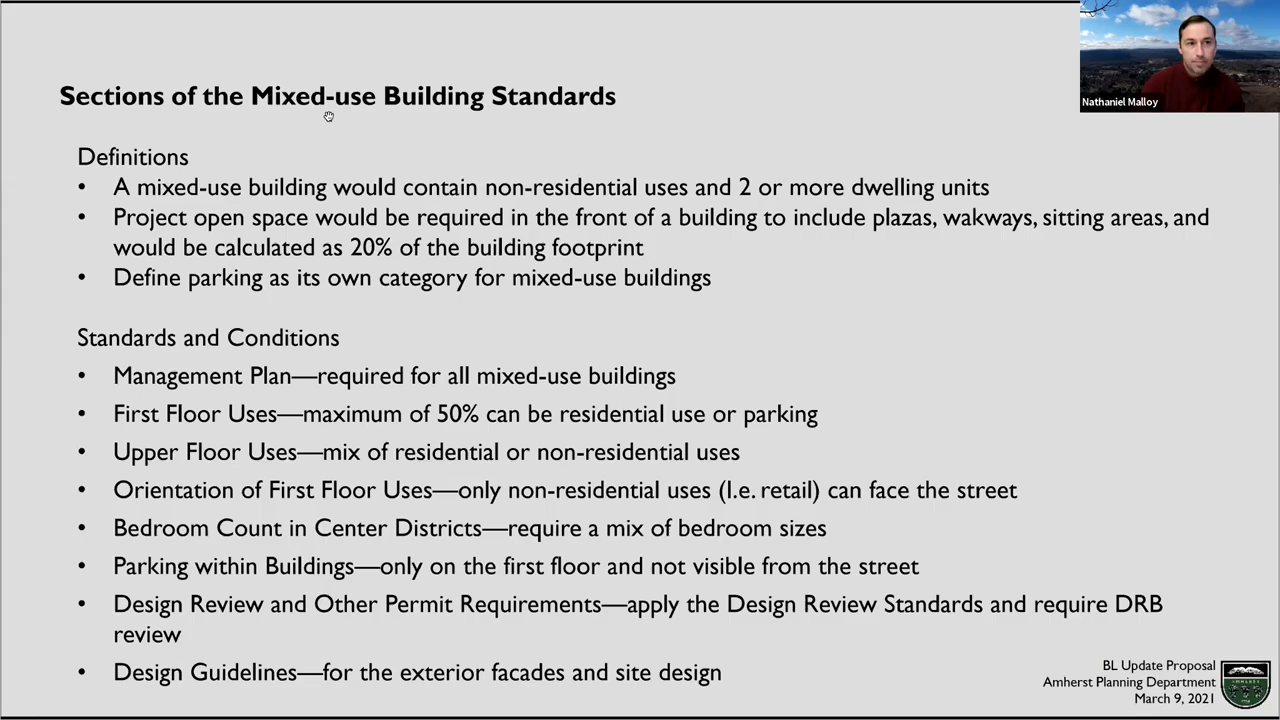 Sections of the Mixed-use Building Standards
Nathaniel Malloy
Definitions
• A mixed-use building would contain non-residential uses and 2 or more dwelling units
• Project open space would be required in the front of a building to include plazas, wakways, sitting areas, and
would be calculated as 20% of the building footprint
• Define parking as its own category for mixed-use buildings
Standards and Conditions
• Management Plan—required for all mixed-use buildings
• First Floor Uses—maximum of 50% can be residential use or parking
• Upper Floor Uses—mix of residential or non-residential uses
• Orientation of First Floor Uses—only non-residential uses (I.e. retail) can face the street
• Bedroom Count in Center Districts—require a mix of bedroom sizes
• Parking within Buildings—only on the first floor and not visible from the street
• Design Review and Other Permit Requirements—apply the Design Review Standards and require DRB
review
• Design Guidelines—for the exterior facades and site design
BL Update Proposal
Amherst Planning Department
March 9, 2021